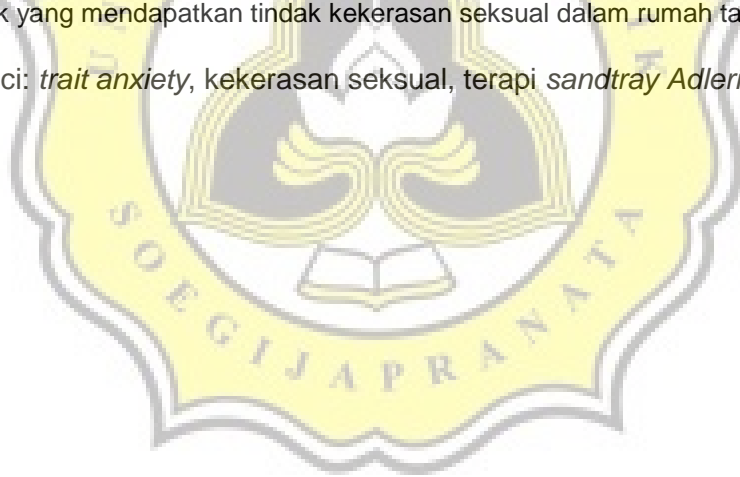 k yang mendapatkan tindak kekerasan seksual dalam rumah ta
ci: trait anxiety, kekerasan seksual, terapi sandtray Adleri
SOEGIJAPRANATA